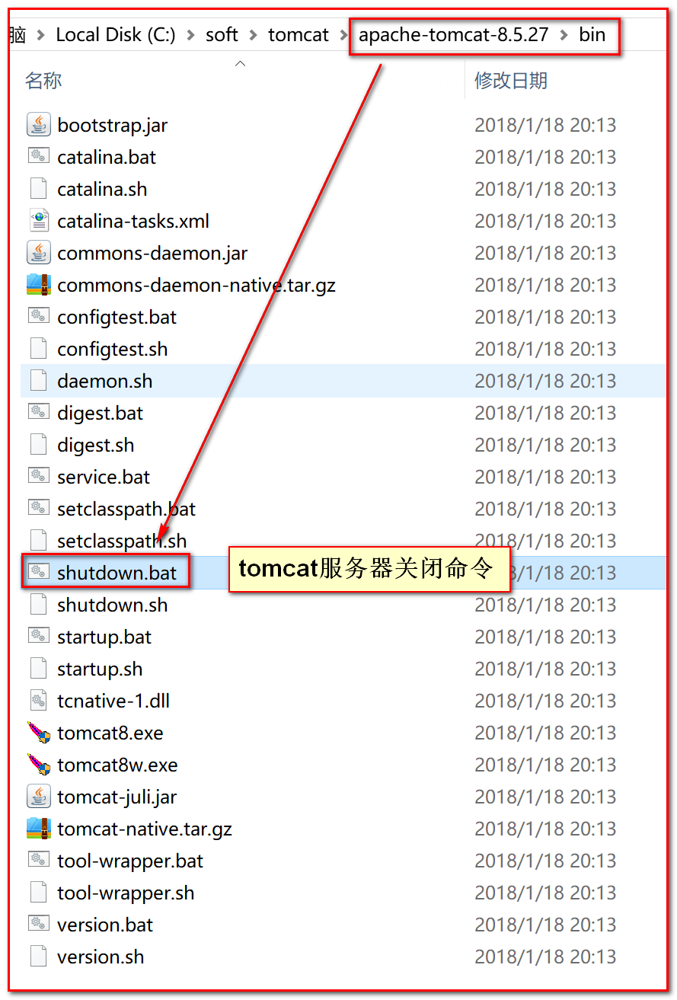 脑 > Local Disk (C:) > soft > tomcat > apache-tomcat-8.5.27 > bin
名称 修改日期
bootstrap.jar 2018/1/18 20:13
catalina.bat 2018/1/18 20:13
catalina.sh 2018/1/18 20:13
catalina-tasks.xml 2018/1/18 20:13
commons-daemon.jar 2018/1/18 20:13
commons-daemon-native.tar.gz 2018/1/18 20:13
configtest.bat 2018/1/18 20:13
configtest.sh 2018/1/18 20:13
daemon.sh 2018/1/18 20:13
digest.bat 2018/1/18 20:13
digest.sh 2018/1/18 20:13
service.bat 2018/1/18 20:13
setclasspath.bat 2018/1/18 20:13
setclasspath.sh 2018/1/18 20:13
shutdown.bat tomcat服务器关闭命令 /1/18 20:13
shutdown.sh 2018/1/18 20:13
startup.bat 2018/1/18 20:13
startup.sh 2018/1/18 20:13
tcnative-1.dll 2018/1/18 20:13
tomcat8.exe 2018/1/18 20:13
tomcat8w.exe 2018/1/18 20:13
tomcat-juli.jar 2018/1/18 20:13
tomcat-native.tar.gz 2018/1/18 20:13
tool-wrapper.bat 2018/1/18 20:13
tool-wrapper.sh 2018/1/18 20:13
version.bat 2018/1/18 20:13
version.sh 2018/1/18 20:13